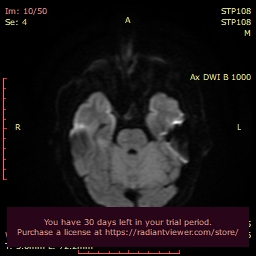 Im: 10/50
Se: 4
A
STP108
STP108
M
Ax DWI B 1000
R
L
You have 30 days left in your trial period.
Purchase a license at https://radiantviewer.com/store/